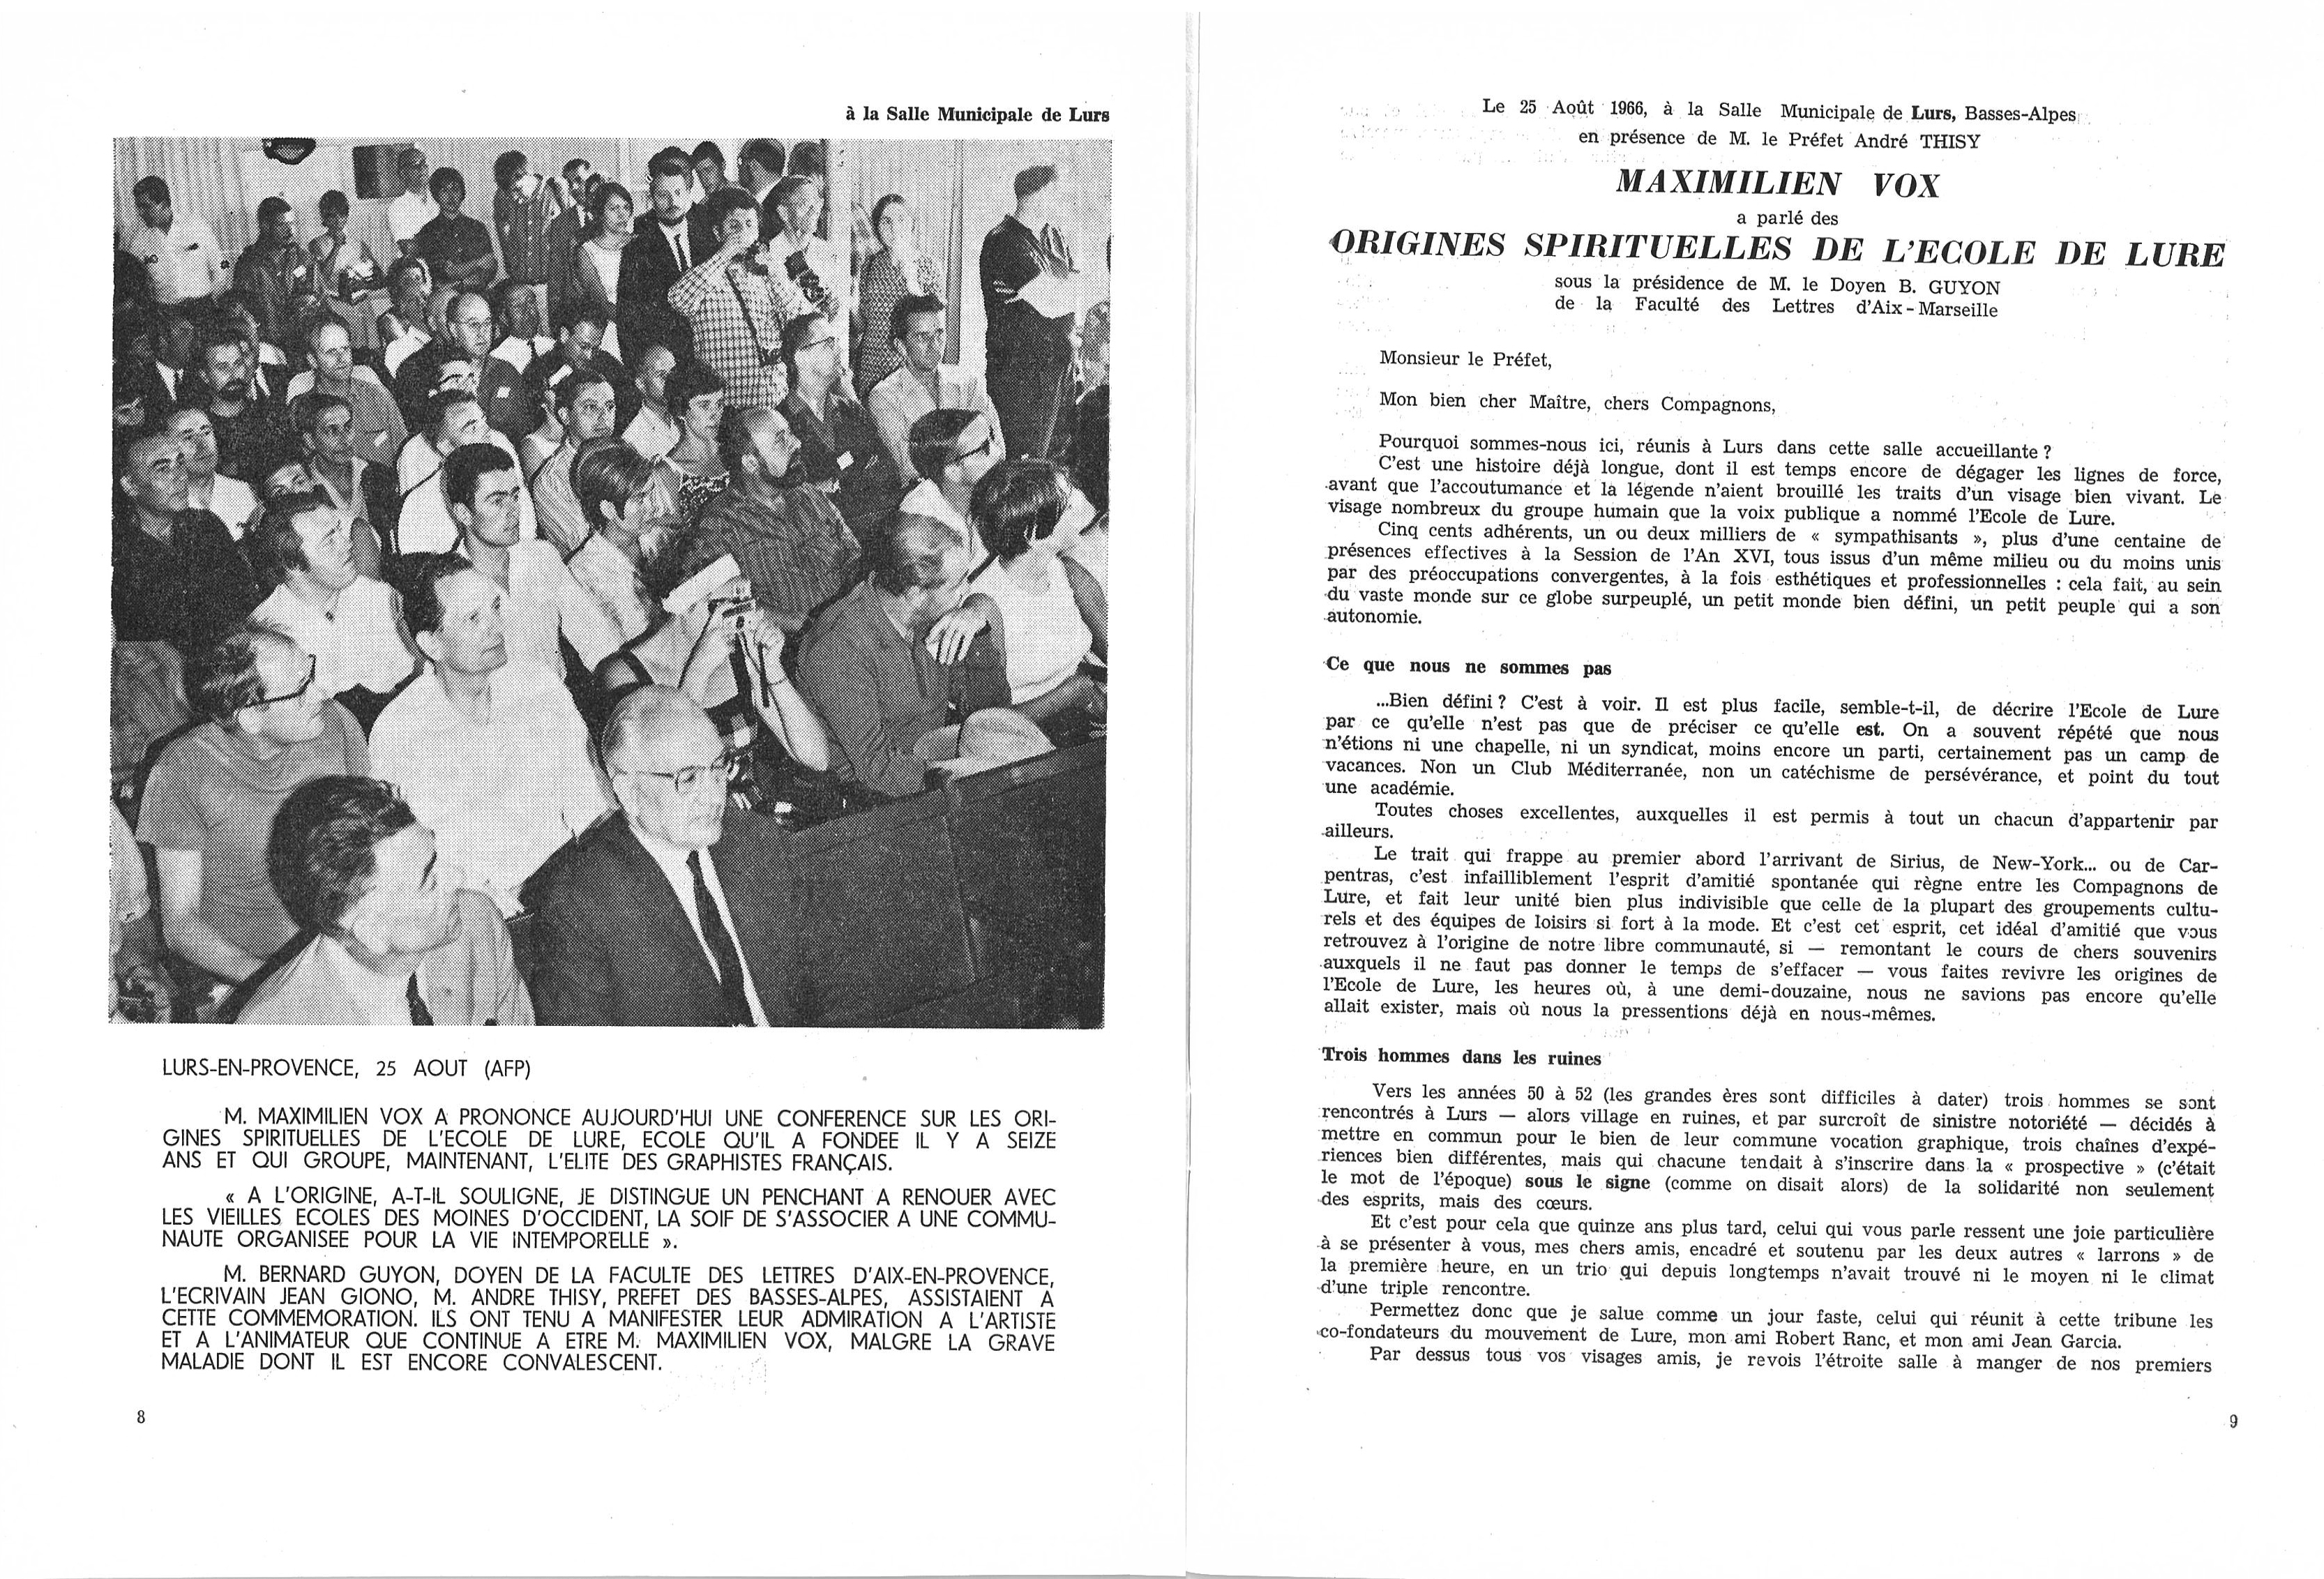 à la Salle Municipale de Lurs
LURS-EN-PROVENCE, 25 AOUT (AFP)
M. MAXIMILIEN VOX A PRONONCE AUJOURD'HUI UNE CONFERENCE SUR LES ORI-
GINES SPIRITUELLES DE L'ECOLE DE LURE, ECOLE QU'IL A FONDEE IL Y A SEIZE
ANS ET QUI GROUPE, MAINTENANT, L'ELITE DES GRAPHISTES FRANÇAIS.
« A L'ORIGINE, A-T-IL SOULIGNE, JE DISTINGUE UN PENCHANT A RENOUER AVEC
LES VIEILLES ECOLES DES MOINES D'OCCIDENT, LA SOIF DE S'ASSOCIER A UNE COMMU-
NAUTE ORGANISEE POUR LA VIE INTEMPORELLE ».
M. BERNARD GUYON, DOYEN DE LA FACULTE DES LETTRES D'AIX-EN-PROVENCE,
L'ECRIVAIN JEAN GIONO, M. ANDRE THISY, PREFET DES BASSES-ALPES, ASSISTAIENT A
CETTE COMMEMORATION. ILS ONT TENU A MANIFESTER LEUR ADMIRATION A L'ARTISTE
ET A L'ANIMATEUR QUE CONTINUE A ETRE M. MAXIMILIEN VOX, MALGRE LA GRAVE
MALADIE DONT IL EST ENCORE CONVALESCENT.
8
Le 25 Août 1966, à la Salle Municipale de Lurs, Basses-Alpes
en présence de M. le Préfet André THISY
MAXIMILIEN VOX
a parlé des
ORIGINES SPIRITUELLES DE L'ECOLE DE LURE
sous la présidence de M. le Doyen B. GUYON
de la Faculté des Lettres d'Aix-Marseille
Monsieur le Préfet,
Mon bien cher Maître, chers Compagnons,
Pourquoi sommes-nous ici, réunis à Lurs dans cette salle accueillante ?
C'est une histoire déjà longue, dont il est temps encore de dégager les lignes de force,
avant que l'accoutumance et la légende n'aient brouillé les traits d'un visage bien vivant. Le
visage nombreux du groupe humain que la voix publique a nommé l'Ecole de Lure.
Cinq cents adhérents, un ou deux milliers de « sympathisants », plus d'une centaine de
présences effectives à la Session de l'An XVI, tous issus d'un même milieu ou du moins unis
par des préoccupations convergentes, à la fois esthétiques et professionnelles : cela fait, au sein
du vaste monde sur ce globe surpeuplé, un petit monde bien défini, un petit peuple qui a son
autonomie.
Ce que nous ne sommes pas
...Bien défini ? C'est à voir. Il est plus facile, semble-t-il, de décrire l'Ecole de Lure
par ce qu'elle n'est pas que de préciser ce qu'elle est. On a souvent répété que nous
n'étions ni une chapelle, ni un syndicat, moins encore un parti, certainement pas un camp de
vacances. Non un Club Méditerranée, non un catéchisme de persévérance, et point du tout
une académie.
Toutes choses excellentes, auxquelles il est permis à tout un chacun d'appartenir par
ailleurs.
Le trait qui frappe au premier abord l'arrivant de Sirius, de New-York... ou de Car-
pentras, c'est infailliblement l'esprit d'amitié spontanée qui règne entre les Compagnons de
Lure, et fait leur unité bien plus indivisible que celle de la plupart des groupements cultu-
rels et des équipes de loisirs si fort à la mode. Et c'est cet esprit, cet idéal d'amitié que vous
retrouvez à l'origine de notre libre communauté, si — remontant le cours de chers souvenirs
auxquels il ne faut pas donner le temps de s'effacer — vous faites revivre les origines de
l'Ecole de Lure, les heures où, à une demi-douzaine, nous ne savions pas encore qu'elle
allait exister, mais où nous la pressentions déjà en nous-mêmes.
Trois hommes dans les ruines
Vers les années 50 à 52 (les grandes ères sont difficiles à dater) trois hommes se sont
rencontrés à Lurs — alors village en ruines, et par surcroît de sinistre notoriété — décidés à
mettre en commun pour le bien de leur commune vocation graphique, trois chaînes d'expé-
riences bien différentes, mais qui chacune tendait à s'inscrire dans la « prospective » (c'était
le mot de l'époque) sous le signe (comme on disait alors) de la solidarité non seulement
des esprits, mais des cœurs.
Et c'est pour cela que quinze ans plus tard, celui qui vous parle ressent une joie particulière
à se présenter à vous, mes chers amis, encadré et soutenu par les deux autres « larrons » de
la première heure, en un trio qui depuis longtemps n'avait trouvé ni le moyen ni le climat
d'une triple rencontre.
Permettez donc que je salue comme un jour faste, celui qui réunit à cette tribune les
co-fondateurs du mouvement de Lure, mon ami Robert Ranc, et mon ami Jean Garcia.
Par dessus tous vos visages amis, je revois l'étroite salle à manger de nos premiers
9